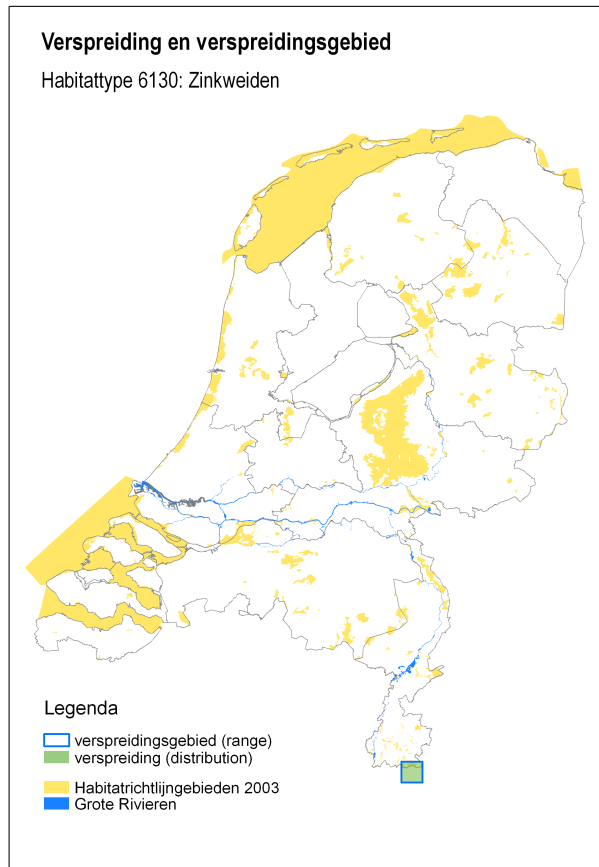 Verspreiding en verspreidingsgebied
Habitattype 6130: Zinkweiden
Legenda
verspreidingsgebied (range)
verspreiding (distribution)
Habitatrichtlijngebieden 2003
Grote Rivieren